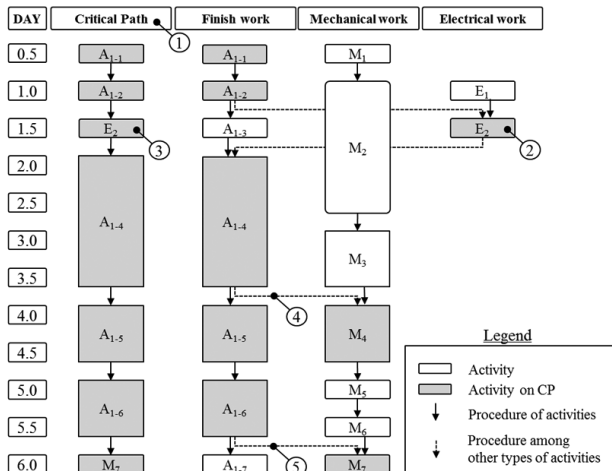 DAY Critical Path Finish work Mechanical work Electrical work
①
0.5 A1-1 A1-1 M1
1.0 A1-2 A1-2 E1
1.5 E2 A1-3 M2 E2
③ ②
2.0
2.5 A1-4 A1-4
3.0 M3
3.5
④
4.0 A1-5 A1-5 M4
4.5
5.0 A1-6 A1-6 M5
5.5 M6
⑤
6.0 M7 A1-7 M7
Legend
Activity
Activity on CP
Procedure of activities
Procedure among
other types of activities